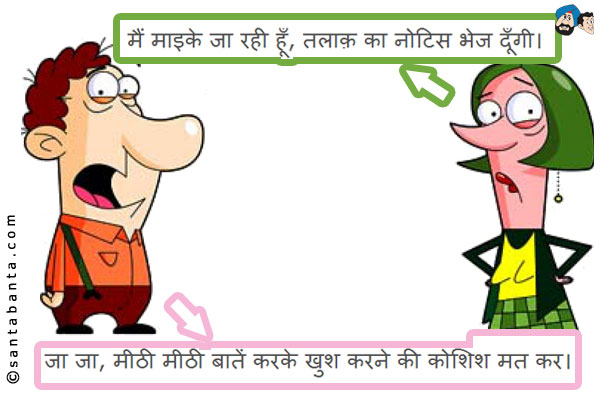 मैं माइके जा रही हूँ, तलाक़ का नोटिस भेज दूँगी।
जा जा, मीठी मीठी बातें करके खुश करने की कोशिश मत कर।
©santabanta.com